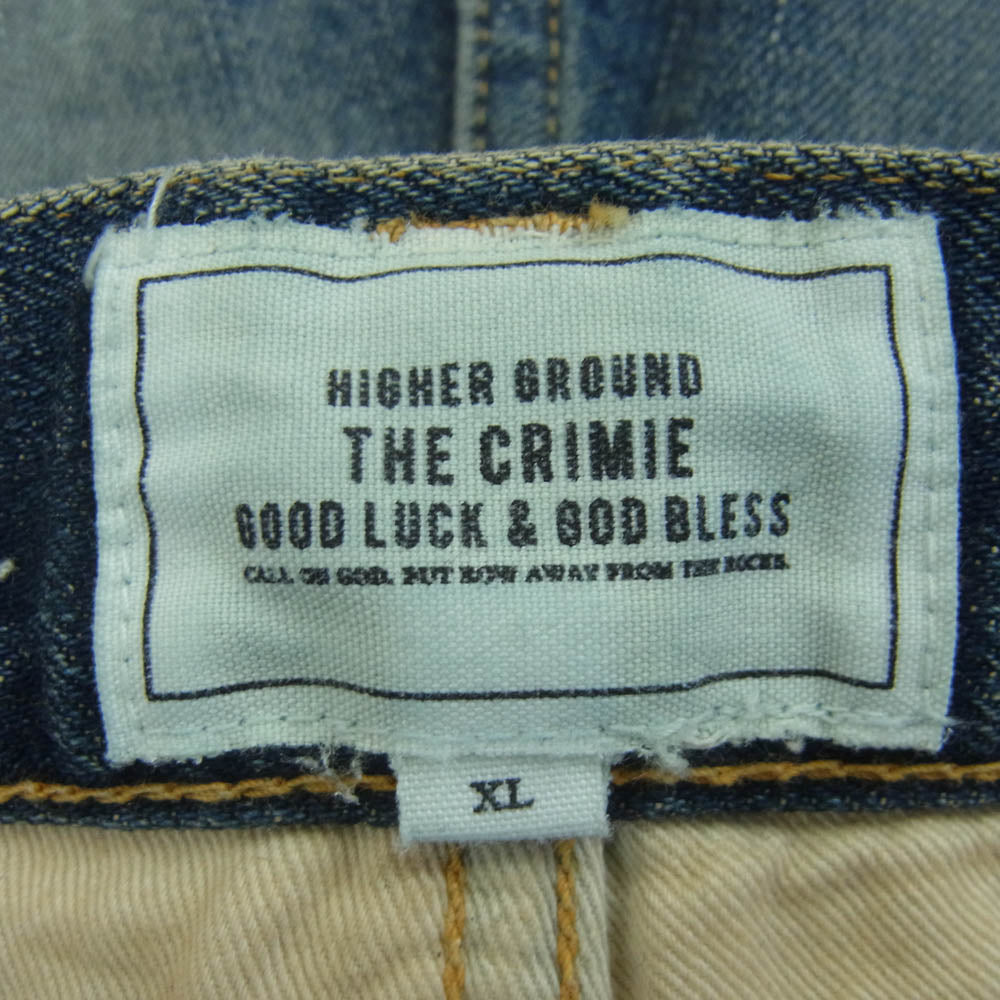 HIGHER GROUND
THE CRIMIE
GOOD LUCK & GOD BLESS
CALL ON GOD. BUT ROW AWAY FROM THE ROCKS.
XL